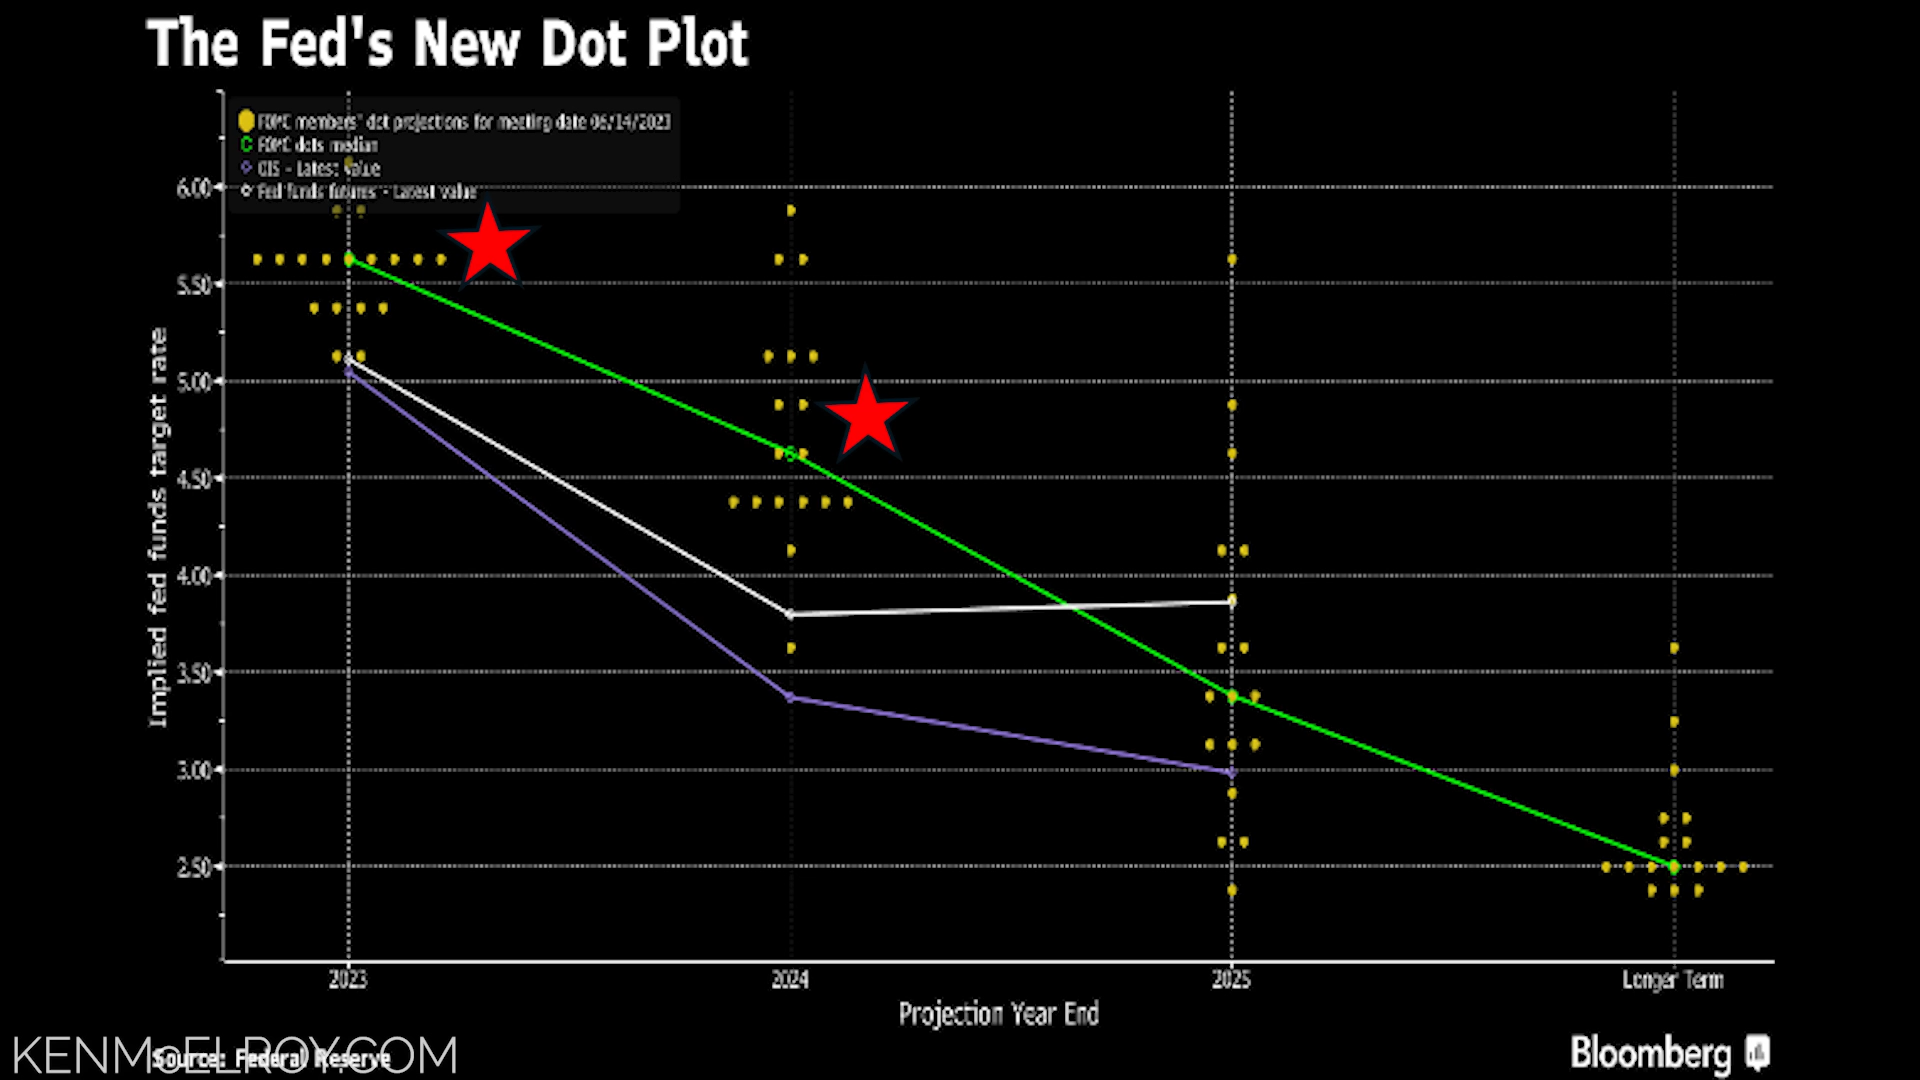 The Fed's New Dot Plot
FOMC members' dot projections for meeting date 06/14/2023
FOMC dots median
OIS - Latest value
Fed funds futures - Latest value
6.00
5.50
5.00
4.50
4.00
3.50
3.00
2.50
Implied fed funds target rate
2023
2024
2025
Longer Term
Projection Year End
KENMcELROY.COM
Source: Federal Reserve
Bloomberg